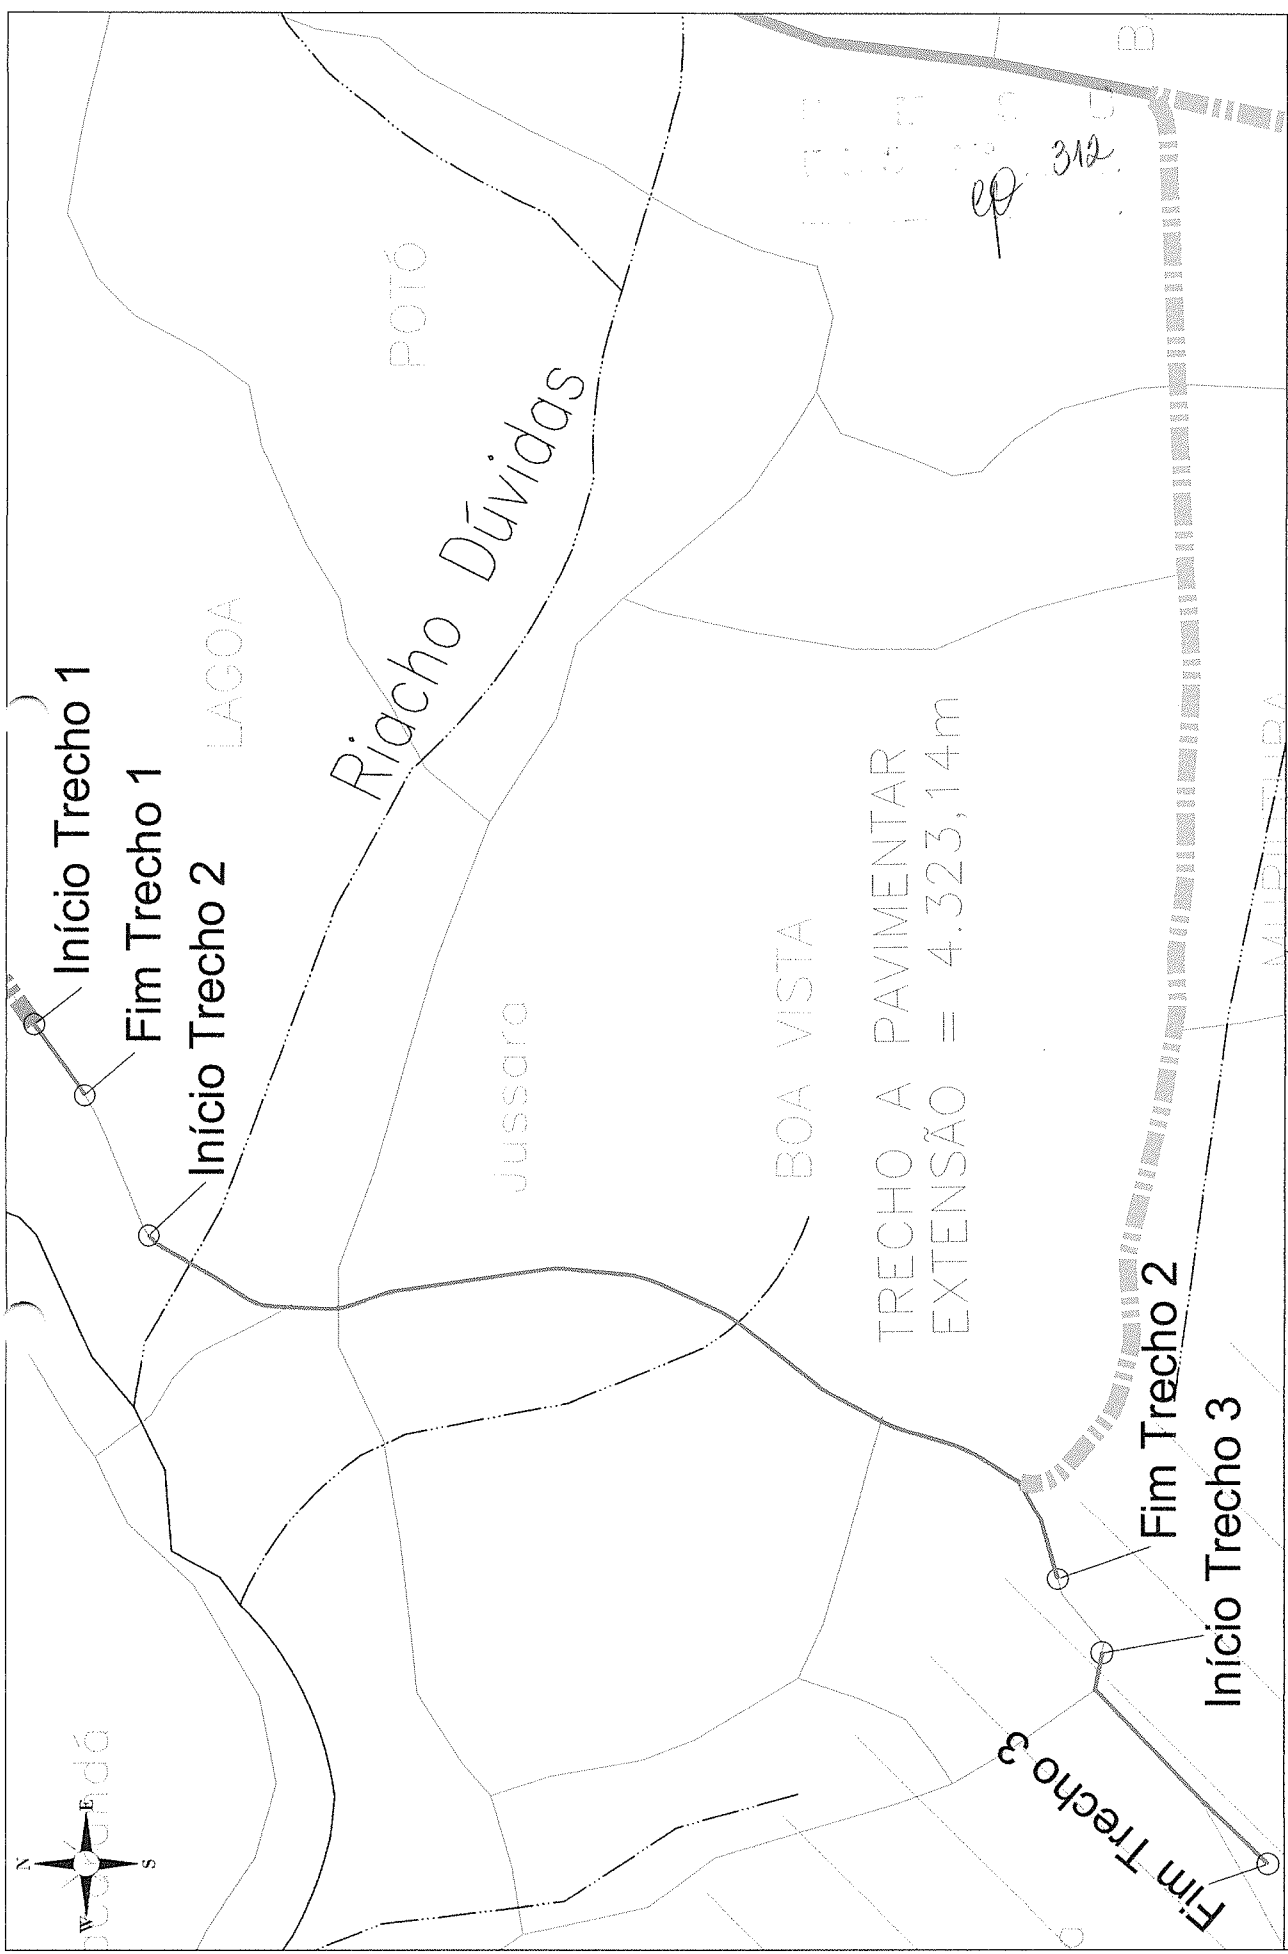 N
W
E
S
Início Trecho 1
Fim Trecho 1
Início Trecho 2
LAGOA
POTÓ
Riacho Dúvidas
Jussara
BOA VISTA
TRECHO A PAVIMENTAR
EXTENSÃO = 4.323,14m
Fim Trecho 2
Início Trecho 3
Fim Trecho 3
312